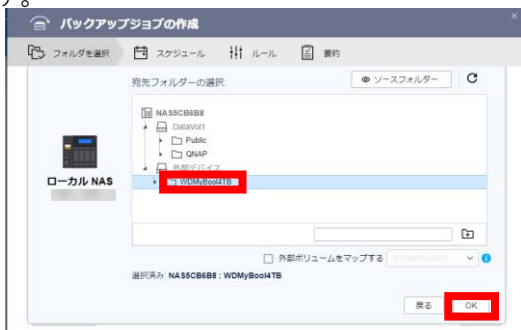 す。
バックアップジョブの作成
フォルダを選択 スケジュール ルール 要約
宛先フォルダーの選択: ソースフォルダー
NAS5CB6B8
DataVol1
Public
QNAP
外部デバイス
WDMyBool4TB
ローカル NAS
外部ボリュームをマップする WDMyBool4TB
選択済み: NAS5CB6B8 : WDMyBool4TB
戻る OK